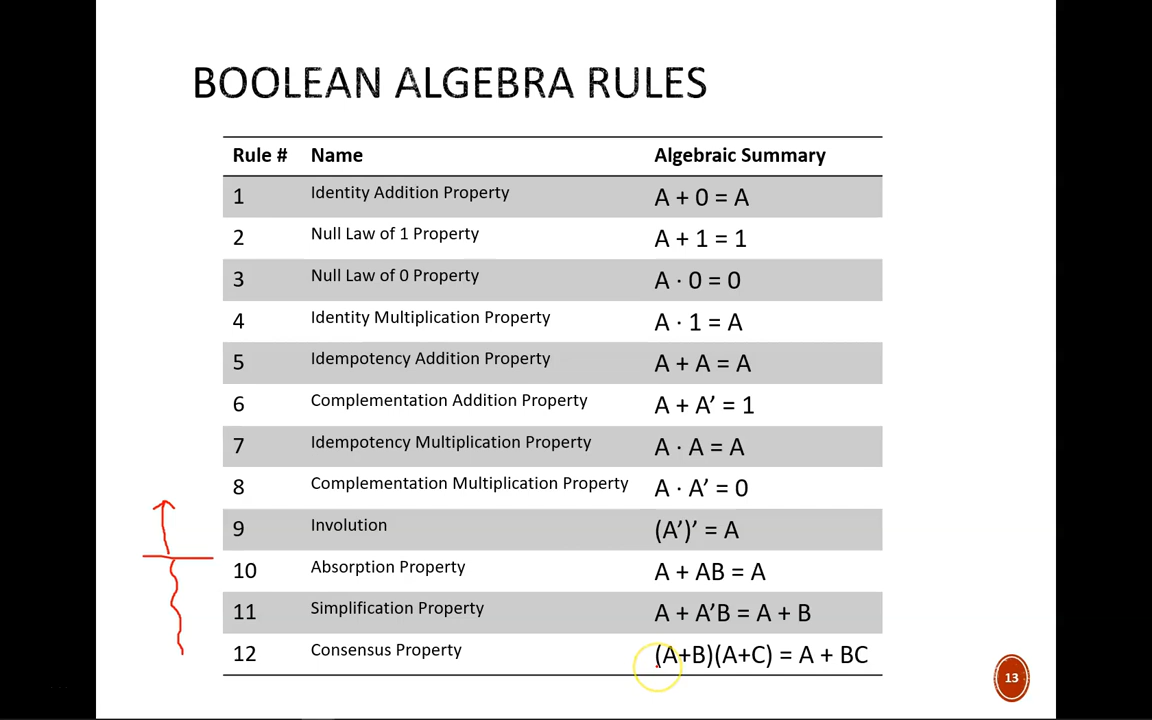 BOOLEAN ALGEBRA RULES
Rule # Name Algebraic Summary
1 Identity Addition Property A + 0 = A
2 Null Law of 1 Property A + 1 = 1
3 Null Law of 0 Property A · 0 = 0
4 Identity Multiplication Property A · 1 = A
5 Idempotency Addition Property A + A = A
6 Complementation Addition Property A + A’ = 1
7 Idempotency Multiplication Property A · A = A
8 Complementation Multiplication Property A · A’ = 0
9 Involution (A’)’ = A
10 Absorption Property A + AB = A
11 Simplification Property A + A’B = A + B
12 Consensus Property (A+B)(A+C) = A + BC
13